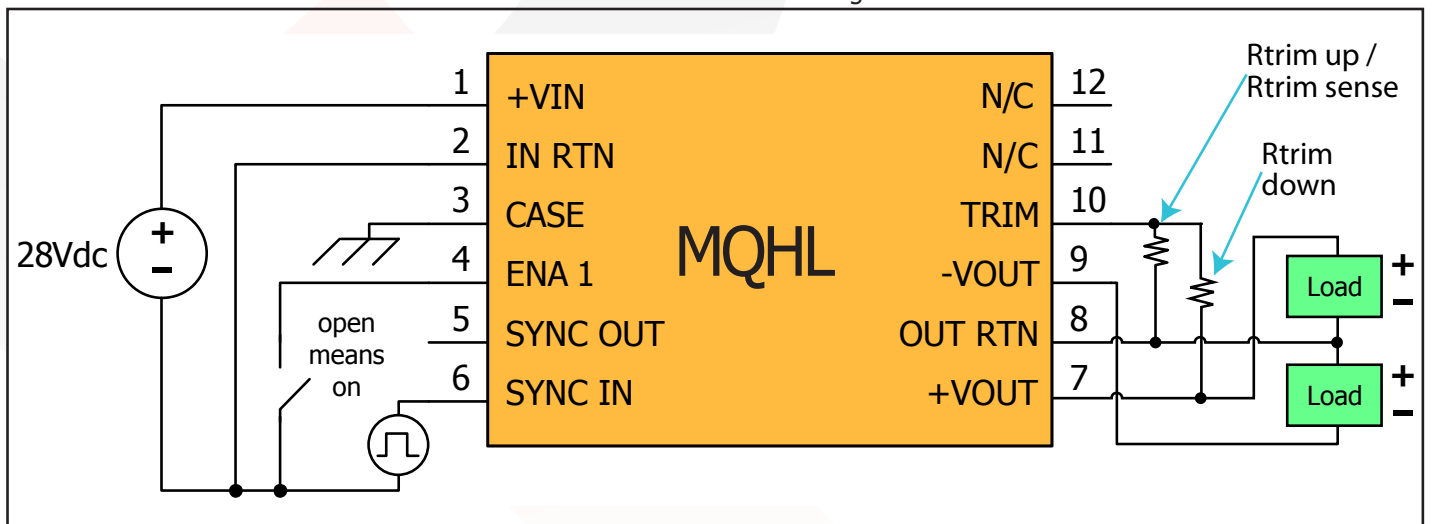 Rtrim up /
Rtrim sense
Rtrim
down
1 +VIN
2 IN RTN
3 CASE
4 ENA 1
5 SYNC OUT
6 SYNC IN
MQHL
N/C 12
N/C 11
TRIM 10
-VOUT 9
OUT RTN 8
+VOUT 7
28Vdc
+
-
open
means
on
Load
+
-
Load
+
-